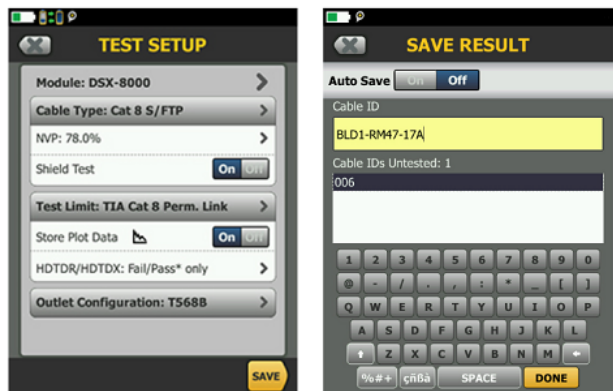 TEST SETUP
Module: DSX-8000
Cable Type: Cat 8 S/FTP
NVP: 78.0%
Shield Test On Off
Test Limit: TIA Cat 8 Perm. Link
Store Plot Data On Off
HDTDR/HDTDX: Fail/Pass* only
Outlet Configuration: T568B
SAVE
SAVE RESULT
Auto Save On Off
Cable ID
BLD1-RM47-17A
Cable IDs Untested: 1
006
1 2 3 4 5 6 7 8 9 0
@ - / . , : * _ [ ]
Q W E R T Y U I O P
A S D F G H J K L
Z X C V B N M
%#+ çñßà SPACE DONE